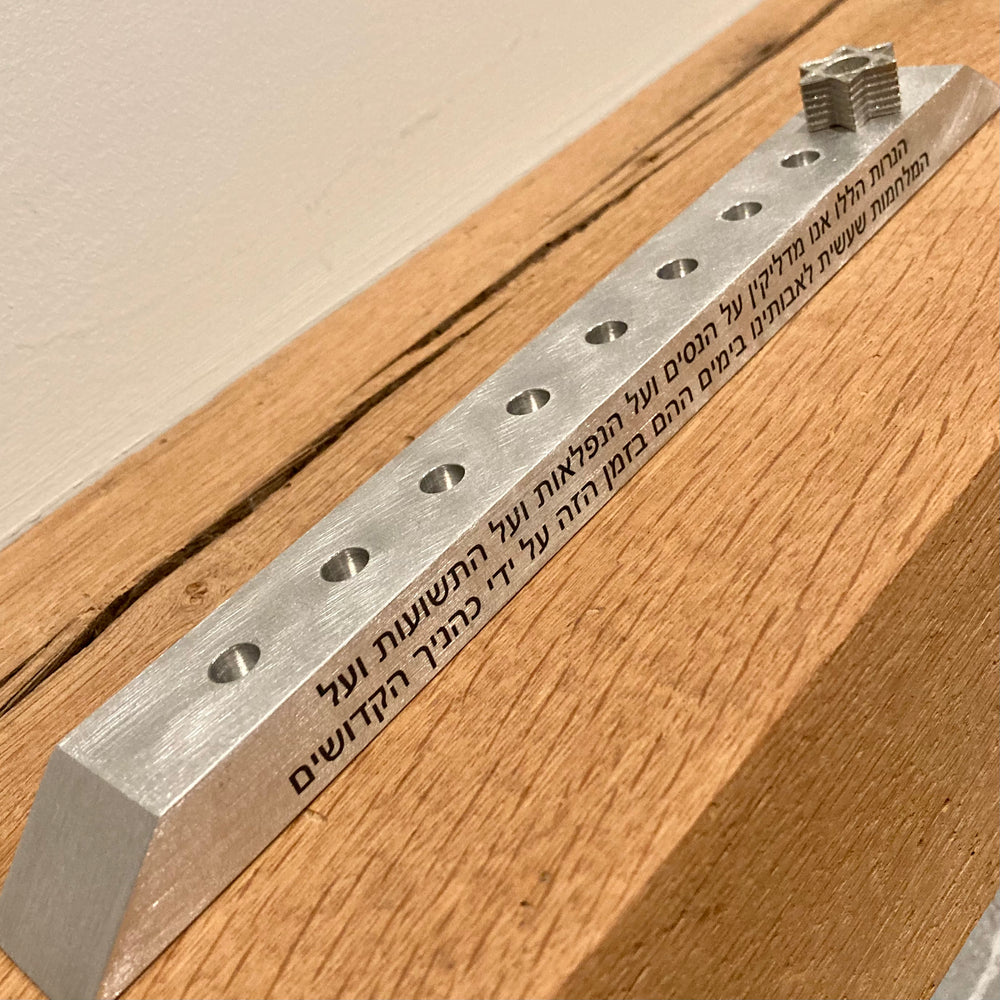 הנרות הללו אנו מדליקין על הנסים ועל הנפלאות ועל התשועות ועל
המלחמות שעשית לאבותינו בימים ההם בזמן הזה על ידי כהניך הקדושים